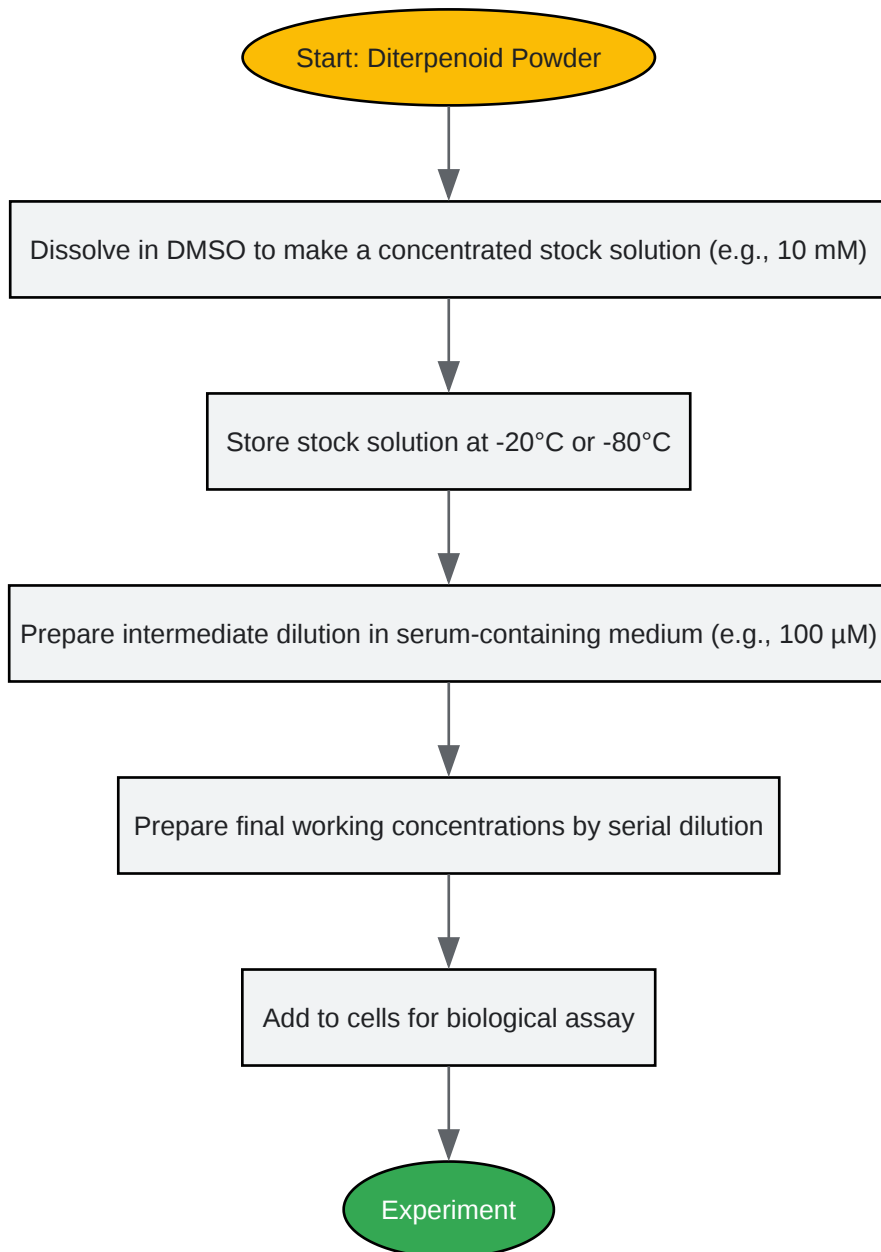 Start: Diterpenoid Powder
Dissolve in DMSO to make a concentrated stock solution (e.g., 10 mM)
Store stock solution at -20°C or -80°C
Prepare intermediate dilution in serum-containing medium (e.g., 100 µM)
Prepare final working concentrations by serial dilution
Add to cells for biological assay
Experiment